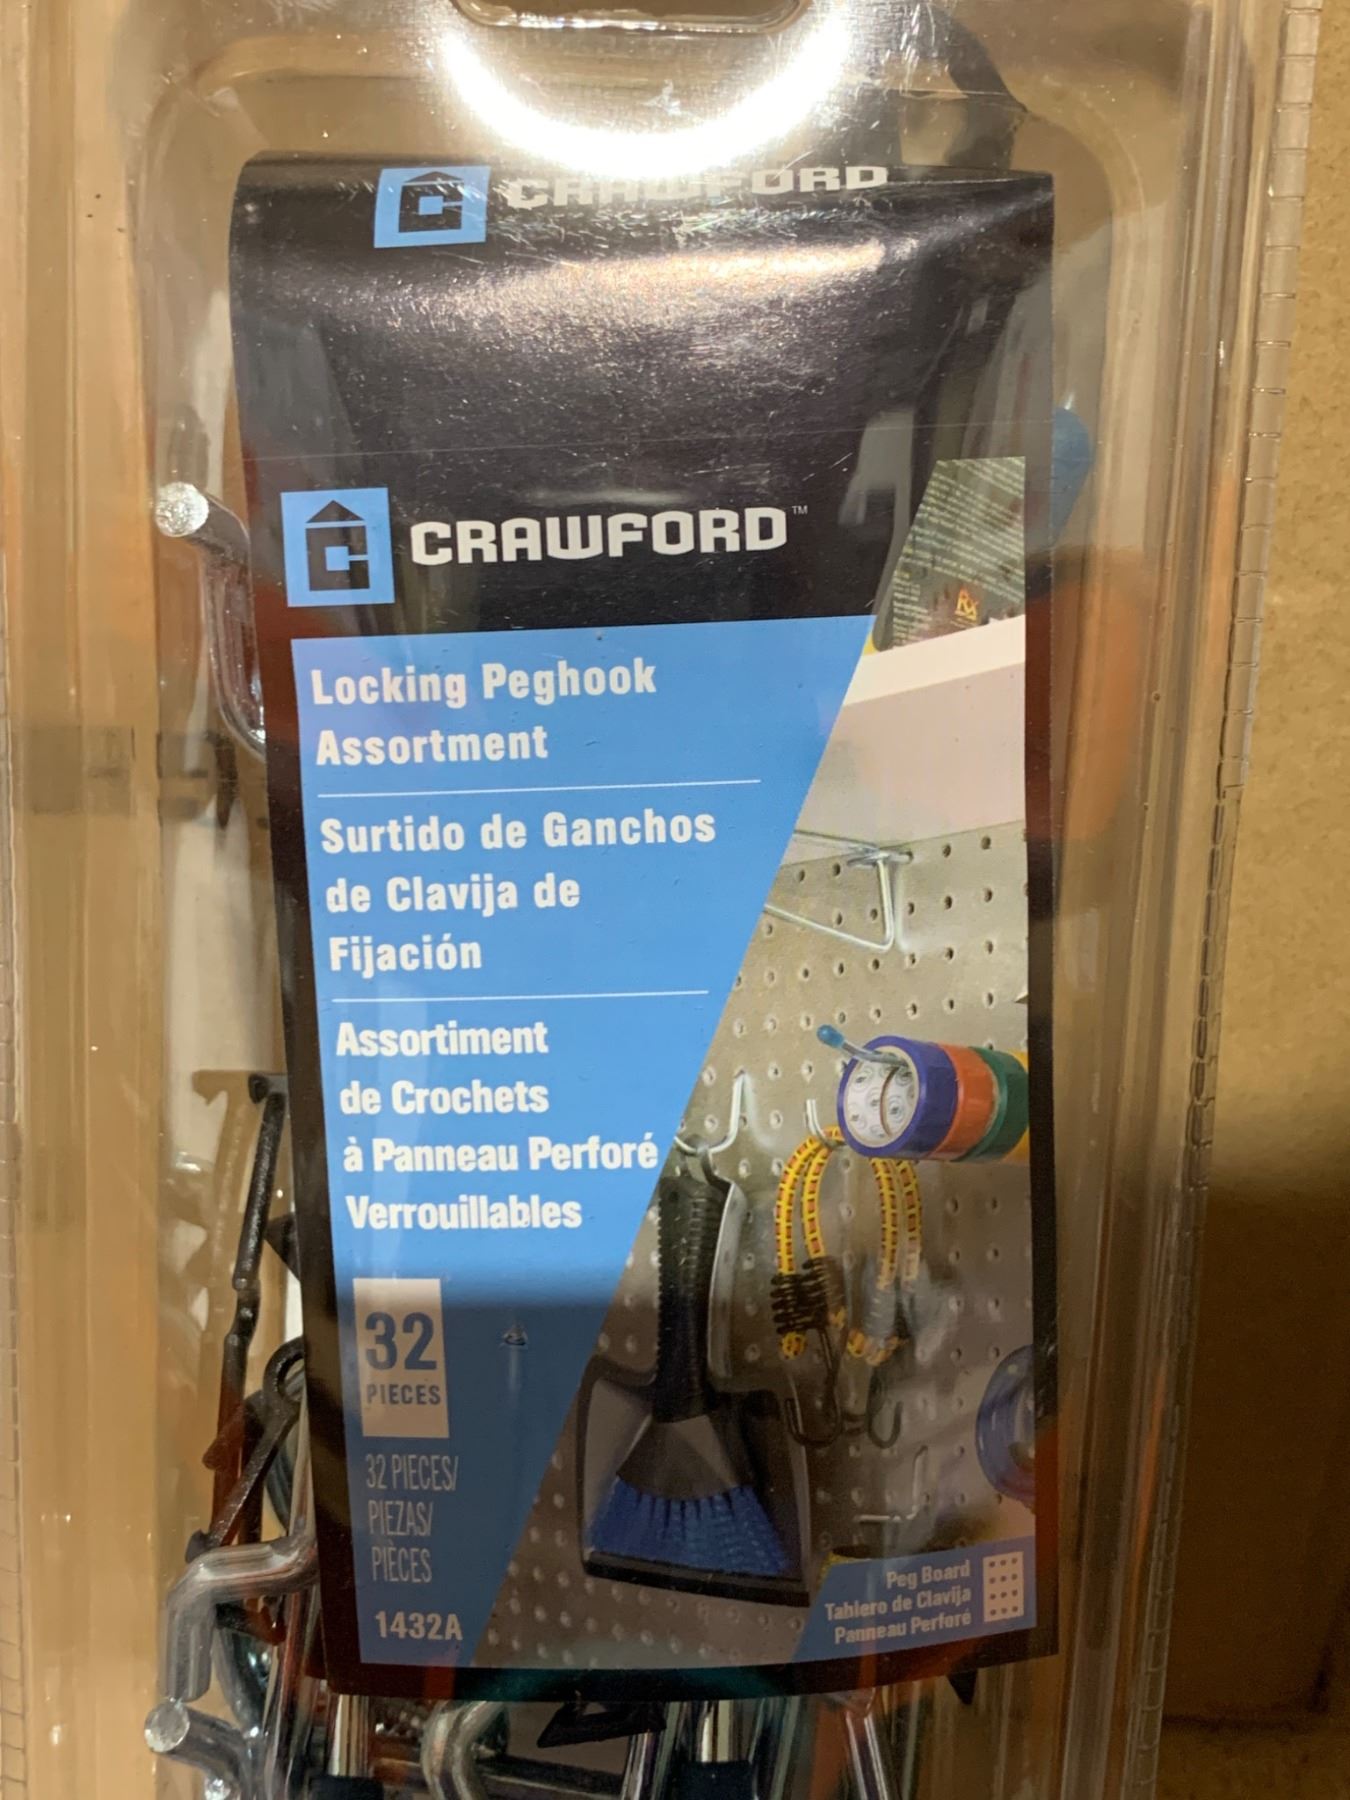 CRAWFORD
CRAWFORD™
Locking Peghook
Assortment
Surtido de Ganchos
de Clavija de
Fijación
Assortiment
de Crochets
à Panneau Perforé
Verrouillables
32
PIECES
32 PIECES/
PIEZAS/
PIÈCES
1432A
Peg Board
Tablero de Clavija
Panneau Perforé